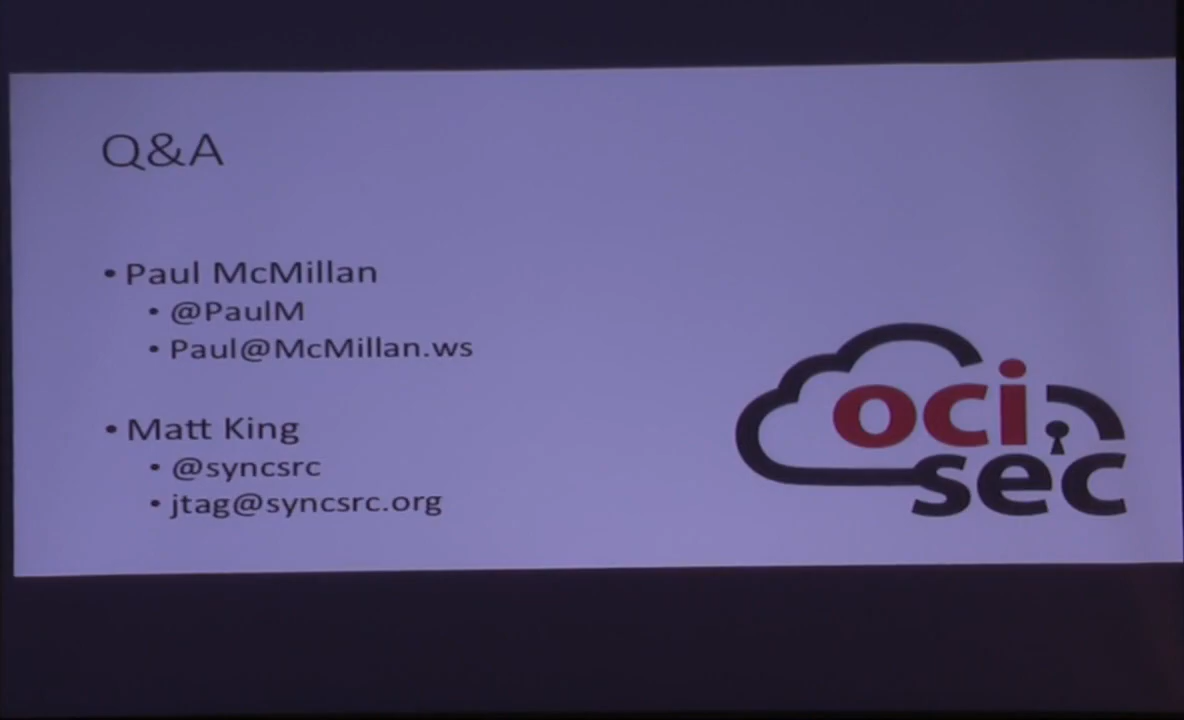 Q&A
• Paul McMillan
• @PaulM
• Paul@McMillan.ws
• Matt King
• @syncsrc
• jtag@syncsrc.org
oci
sec